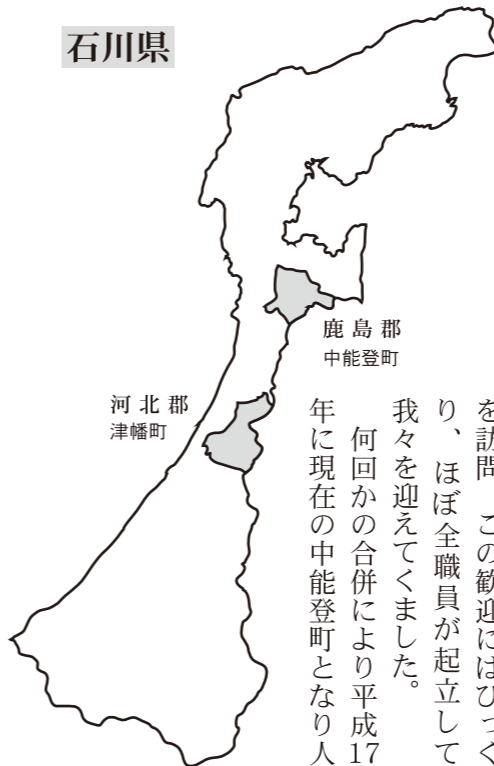 石川県
鹿島郡
中能登町
河北郡
津幡町
を訪問　この歓迎にはびっく
り、ほぼ全職員が起立して
我々を迎えてくました。
何回かの合併により平成17
年に現在の中能登町となり人